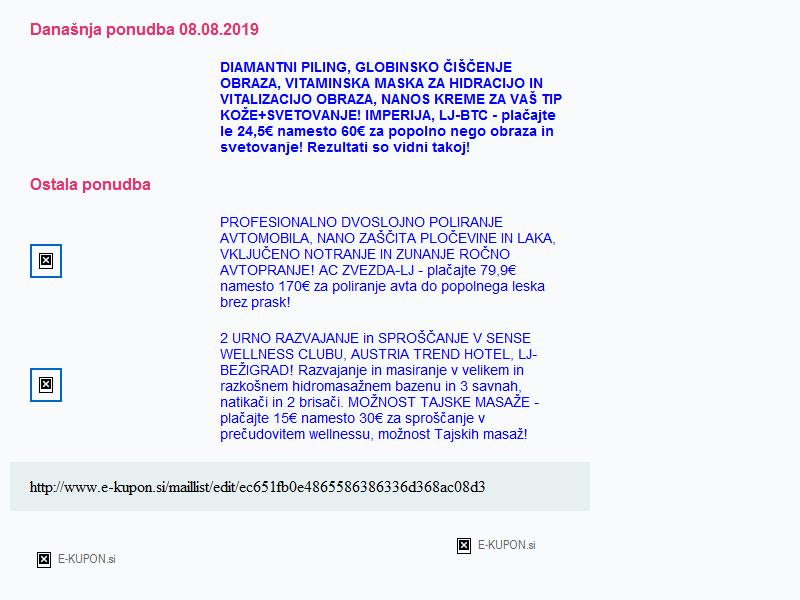 Današnja ponudba 08.08.2019
DIAMANTNI PILING, GLOBINSKO ČIŠČENJE
OBRAZA, VITAMINSKA MASKA ZA HIDRACIJO IN
VITALIZACIJO OBRAZA, NANOS KREME ZA VAŠ TIP
KOŽE+SVETOVANJE! IMPERIJA, LJ-BTC - plačajte
le 24,5€ namesto 60€ za popolno nego obraza in
svetovanje! Rezultati so vidni takoj!
Ostala ponudba
PROFESIONALNO DVOSLOJNO POLIRANJE
AVTOMOBILA, NANO ZAŠČITA PLOČEVINE IN LAKA,
VKLJUČENO NOTRANJE IN ZUNANJE ROČNO
AVTOPRANJE! AC ZVEZDA-LJ - plačajte 79,9€
namesto 170€ za poliranje avta do popolnega leska
brez prask!
2 URNO RAZVAJANJE in SPROŠČANJE V SENSE
WELLNESS CLUBU, AUSTRIA TREND HOTEL, LJ-
BEŽIGRAD! Razvajanje in masiranje v velikem in
razkošnem hidromasažnem bazenu in 3 savnah,
natikači in 2 brisači. MOŽNOST TAJSKE MASAŽE -
plačajte 15€ namesto 30€ za sproščanje v
prečudovitem wellnessu, možnost Tajskih masaž!
http://www.e-kupon.si/maillist/edit/ec651fb0e4865586386336d368ac08d3
E-KUPON.si
E-KUPON.si